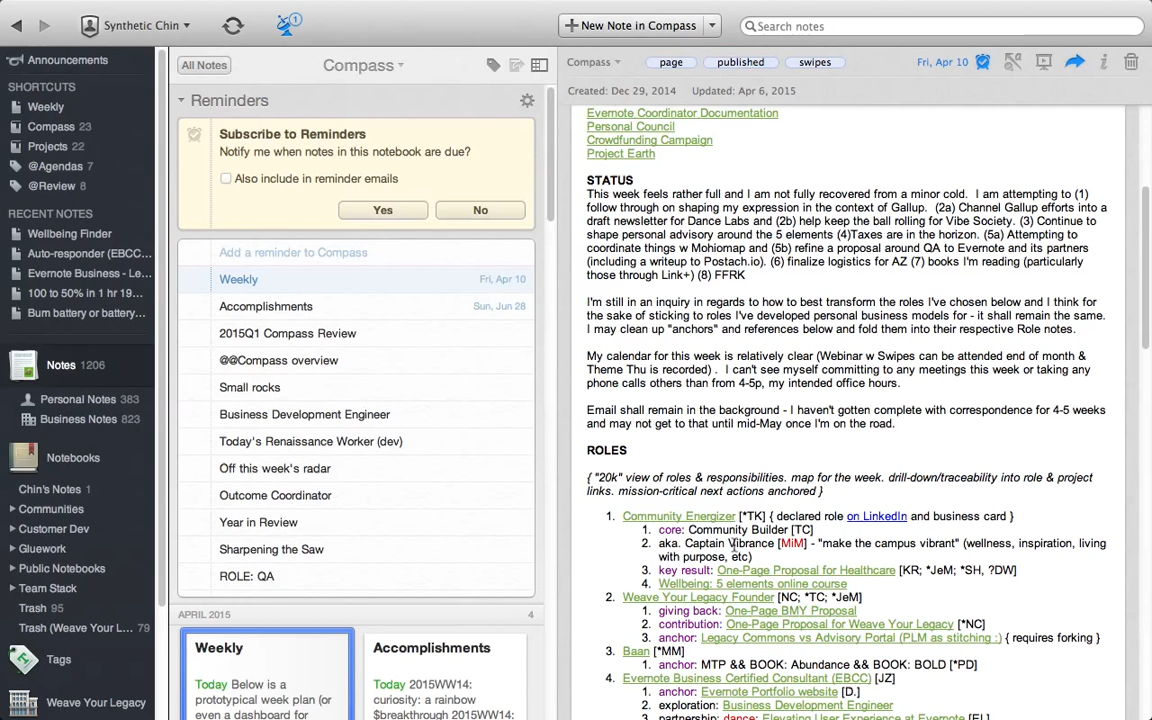 Synthetic Chin
1
New Note in Compass
Search notes
Announcements
SHORTCUTS
Weekly
Compass 23
Projects 22
@Agendas 7
@Review 8
RECENT NOTES
Wellbeing Finder
Auto-responder (EBCC...
Evernote Business - Le...
100 to 50% in 1 hr 19...
Bum battery or battery...
Notes 1206
Personal Notes 383
Business Notes 823
Notebooks
Chin's Notes 1
Communities
Customer Dev
Gluework
Public Notebooks
Team Stack
Trash 95
Trash (Weave Your L... 79
Tags
Weave Your Legacy
All Notes
Compass
Reminders
Subscribe to Reminders
Notify me when notes in this notebook are due?
Also include in reminder emails
Yes No
Add a reminder to Compass
Weekly Fri, Apr 10
Accomplishments Sun, Jun 28
2015Q1 Compass Review
@@Compass overview
Small rocks
Business Development Engineer
Today's Renaissance Worker (dev)
Off this week's radar
Outcome Coordinator
Year in Review
Sharpening the Saw
ROLE: QA
APRIL 2015 4
Weekly
Today Below is a
prototypical week plan (or
even a dashboard for
Accomplishments
Today 2015WW14:
curiosity: a rainbow
$breakthrough 2015WW13:
Compass page published swipes Fri, Apr 10
Created: Dec 29, 2014 Updated: Apr 6, 2015
Evernote Coordinator Documentation
Personal Council
Crowdfunding Campaign
Project Earth
STATUS
This week feels rather full and I am not fully recovered from a minor cold. I am attempting to (1)
follow through on shaping my expression in the context of Gallup. (2a) Channel Gallup efforts into a
draft newsletter for Dance Labs and (2b) help keep the ball rolling for Vibe Society. (3) Continue to
shape personal advisory around the 5 elements (4)Taxes are in the horizon. (5a) Attempting to
coordinate things w Mohiomap and (5b) refine a proposal around QA to Evernote and its partners
(including a writeup to Postach.io). (6) finalize logistics for AZ (7) books I'm reading (particularly
those through Link+) (8) FFRK
I'm still in an inquiry in regards to how to best transform the roles I've chosen below and I think for
the sake of sticking to roles I've developed personal business models for - it shall remain the same.
I may clean up "anchors" and references below and fold them into their respective Role notes.
My calendar for this week is relatively clear (Webinar w Swipes can be attended end of month &
Theme Thu is recorded) . I can't see myself committing to any meetings this week or taking any
phone calls others than from 4-5p, my intended office hours.
Email shall remain in the background - I haven't gotten complete with correspondence for 4-5 weeks
and may not get to that until mid-May once I'm on the road.
ROLES
{ "20k" view of roles & responsibilities. map for the week. drill-down/traceability into role & project
links. mission-critical next actions anchored }
1. Community Energizer [*TK] { declared role on LinkedIn and business card }
1. core: Community Builder [TC]
2. aka. Captain Vibrance [MiM] - "make the campus vibrant" (wellness, inspiration, living
with purpose, etc)
3. key result: One-Page Proposal for Healthcare [KR; *JeM; *SH, ?DW]
4. Wellbeing: 5 elements online course
2. Weave Your Legacy Founder [NC; *TC; *JeM]
1. giving back: One-Page BMY Proposal
2. contribution: One-Page Proposal for Weave Your Legacy [*NC]
3. anchor: Legacy Commons vs Advisory Portal (PLM as stitching :) { requires forking }
3. Baan [*MM]
1. anchor: MTP && BOOK: Abundance && BOOK: BOLD [*PD]
4. Evernote Business Certified Consultant (EBCC) [JZ]
1. anchor: Evernote Portfolio website [D.]
2. exploration: Business Development Engineer
3. partnership: dance: Elevating User Experience at Evernote [EL]